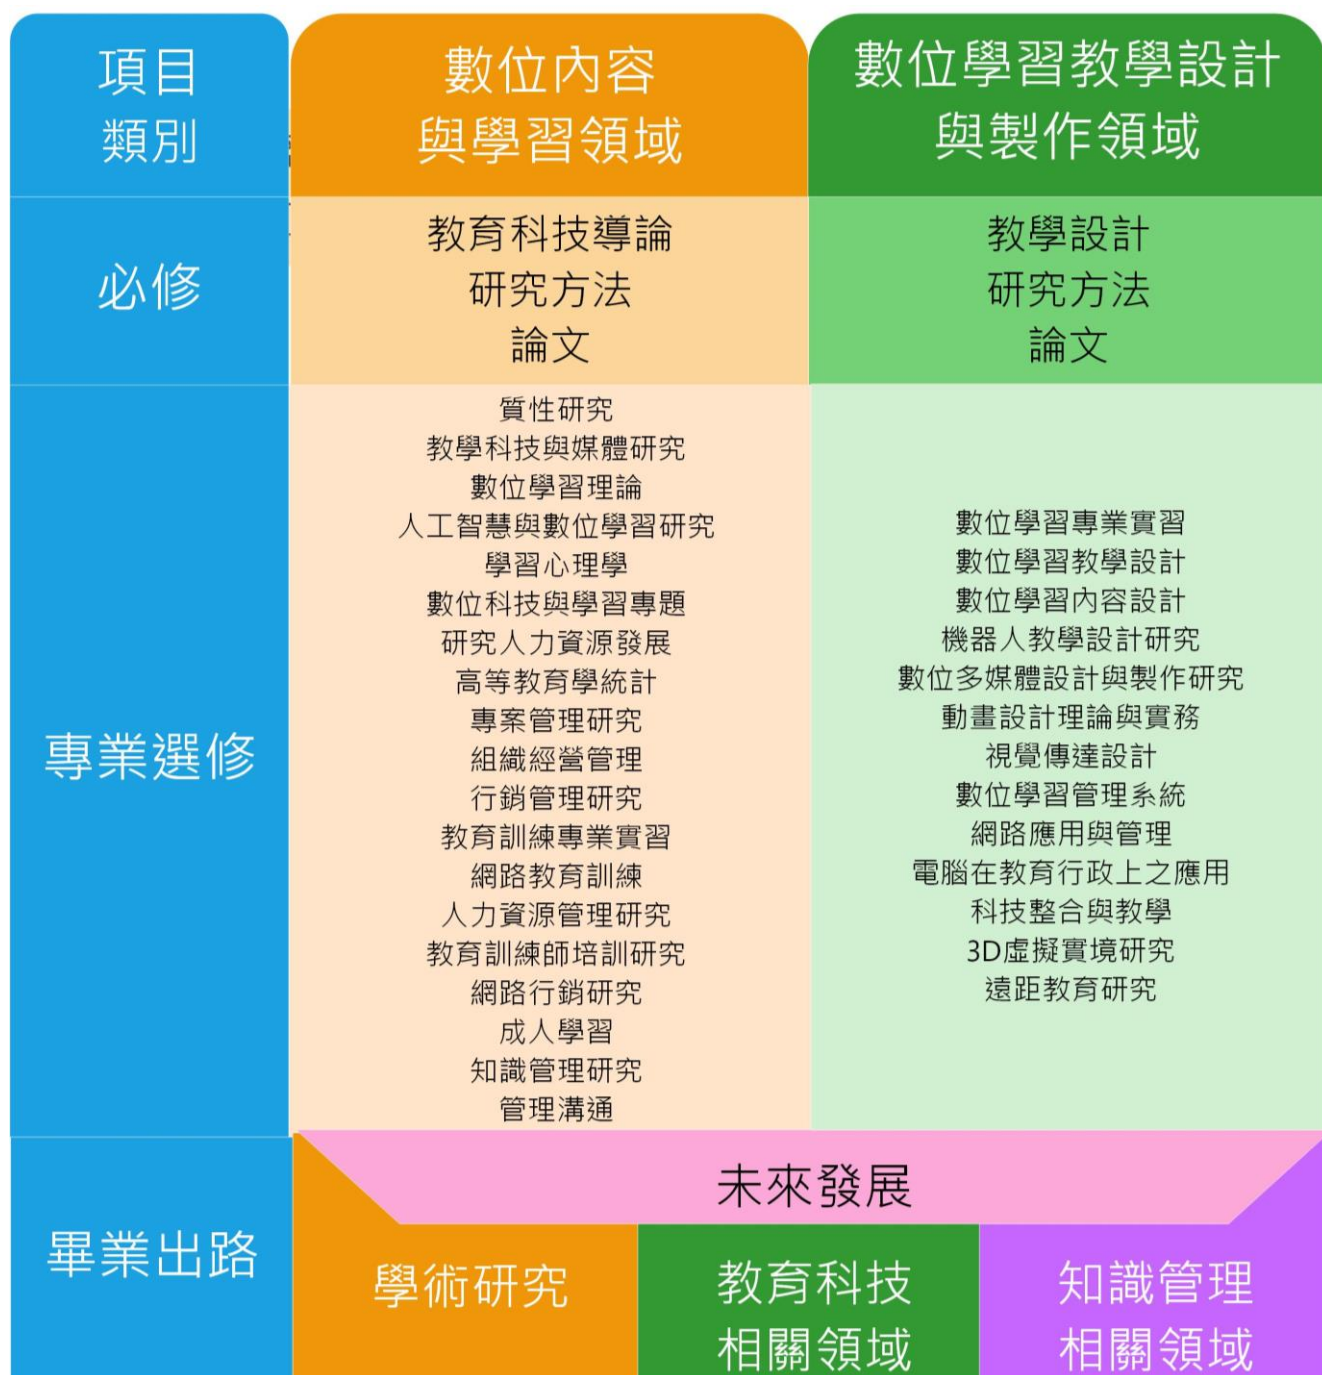 項目
類別
數位內容
與學習領域
數位學習教學設計
與製作領域
必修
教育科技導論
研究方法
論文
教學設計
研究方法
論文
專業選修
質性研究
教學科技與媒體研究
數位學習理論
人工智慧與數位學習研究
學習心理學
數位科技與學習專題
研究人力資源發展
高等教育學統計
專案管理研究
組織經營管理
行銷管理研究
教育訓練專業實習
網路教育訓練
人力資源管理研究
教育訓練師培訓研究
網路行銷研究
成人學習
知識管理研究
管理溝通
數位學習專業實習
數位學習教學設計
數位學習內容設計
機器人教學設計研究
數位多媒體設計與製作研究
動畫設計理論與實務
視覺傳達設計
數位學習管理系統
網路應用與管理
電腦在教育行政上之應用
科技整合與教學
3D虛擬實境研究
遠距教育研究
畢業出路
未來發展
學術研究
教育科技
相關領域
知識管理
相關領域